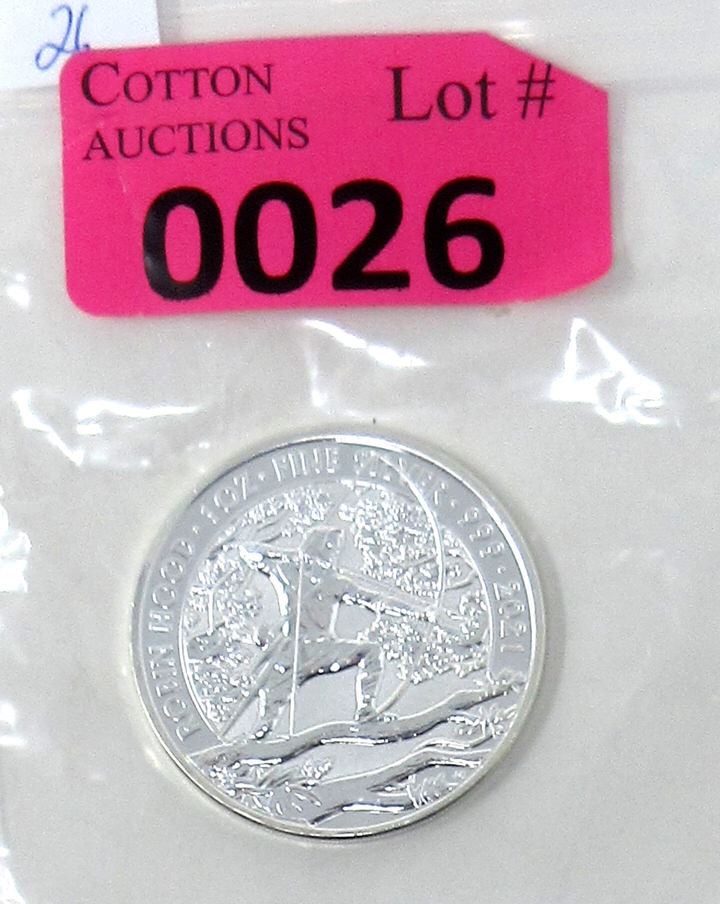 26
COTTON AUCTIONS
Lot #
0026
ROBIN HOOD · 1 OZ · FINE SILVER · 999 · 2021